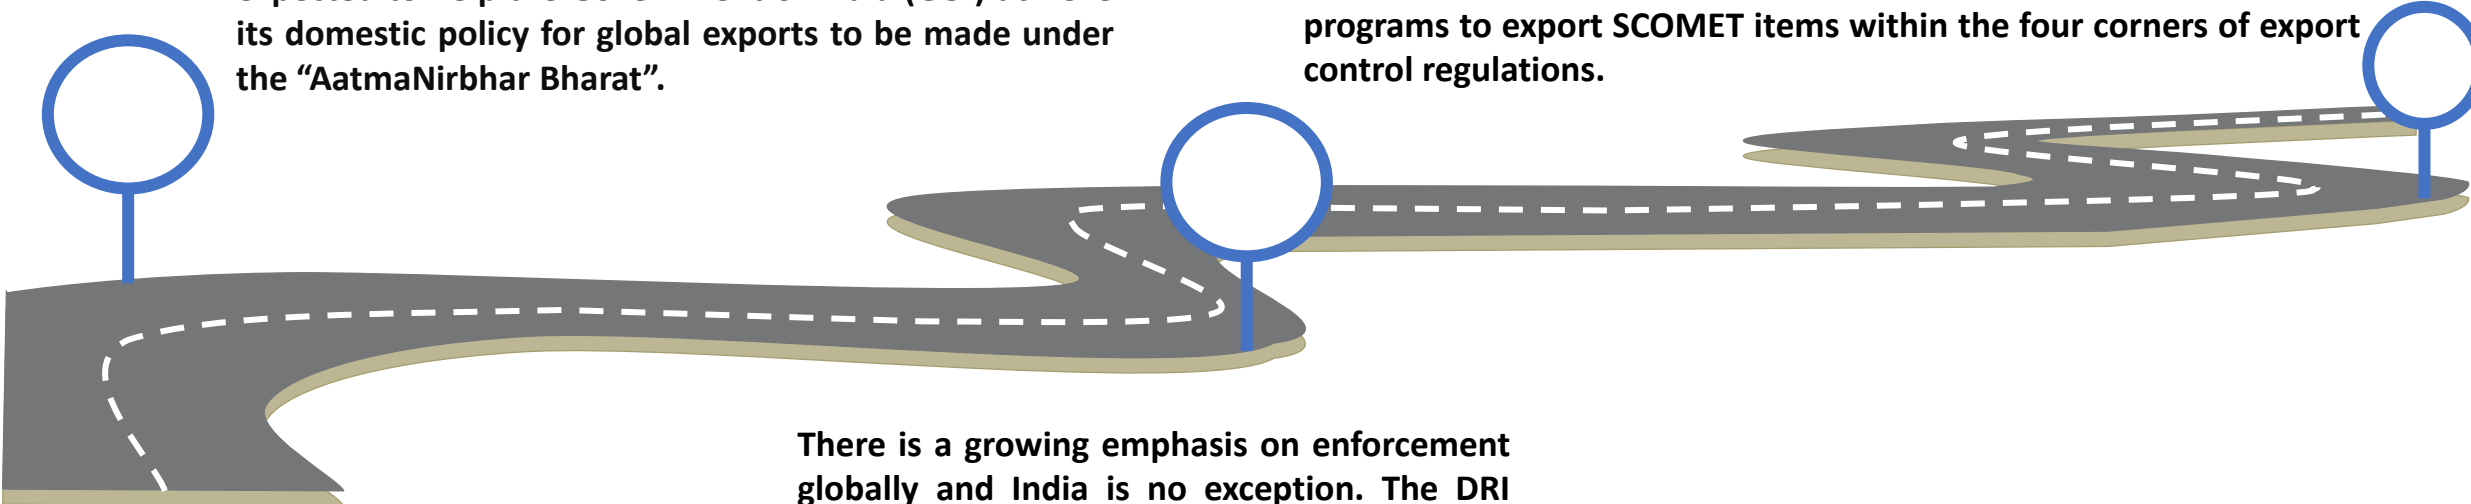 its domestic policy for global exports to be made under
the “AatmaNirbhar Bharat”.
programs to export SCOMET items within the four corners of export
control regulations.
There is a growing emphasis on enforcement
globally and India is no exception. The DRI